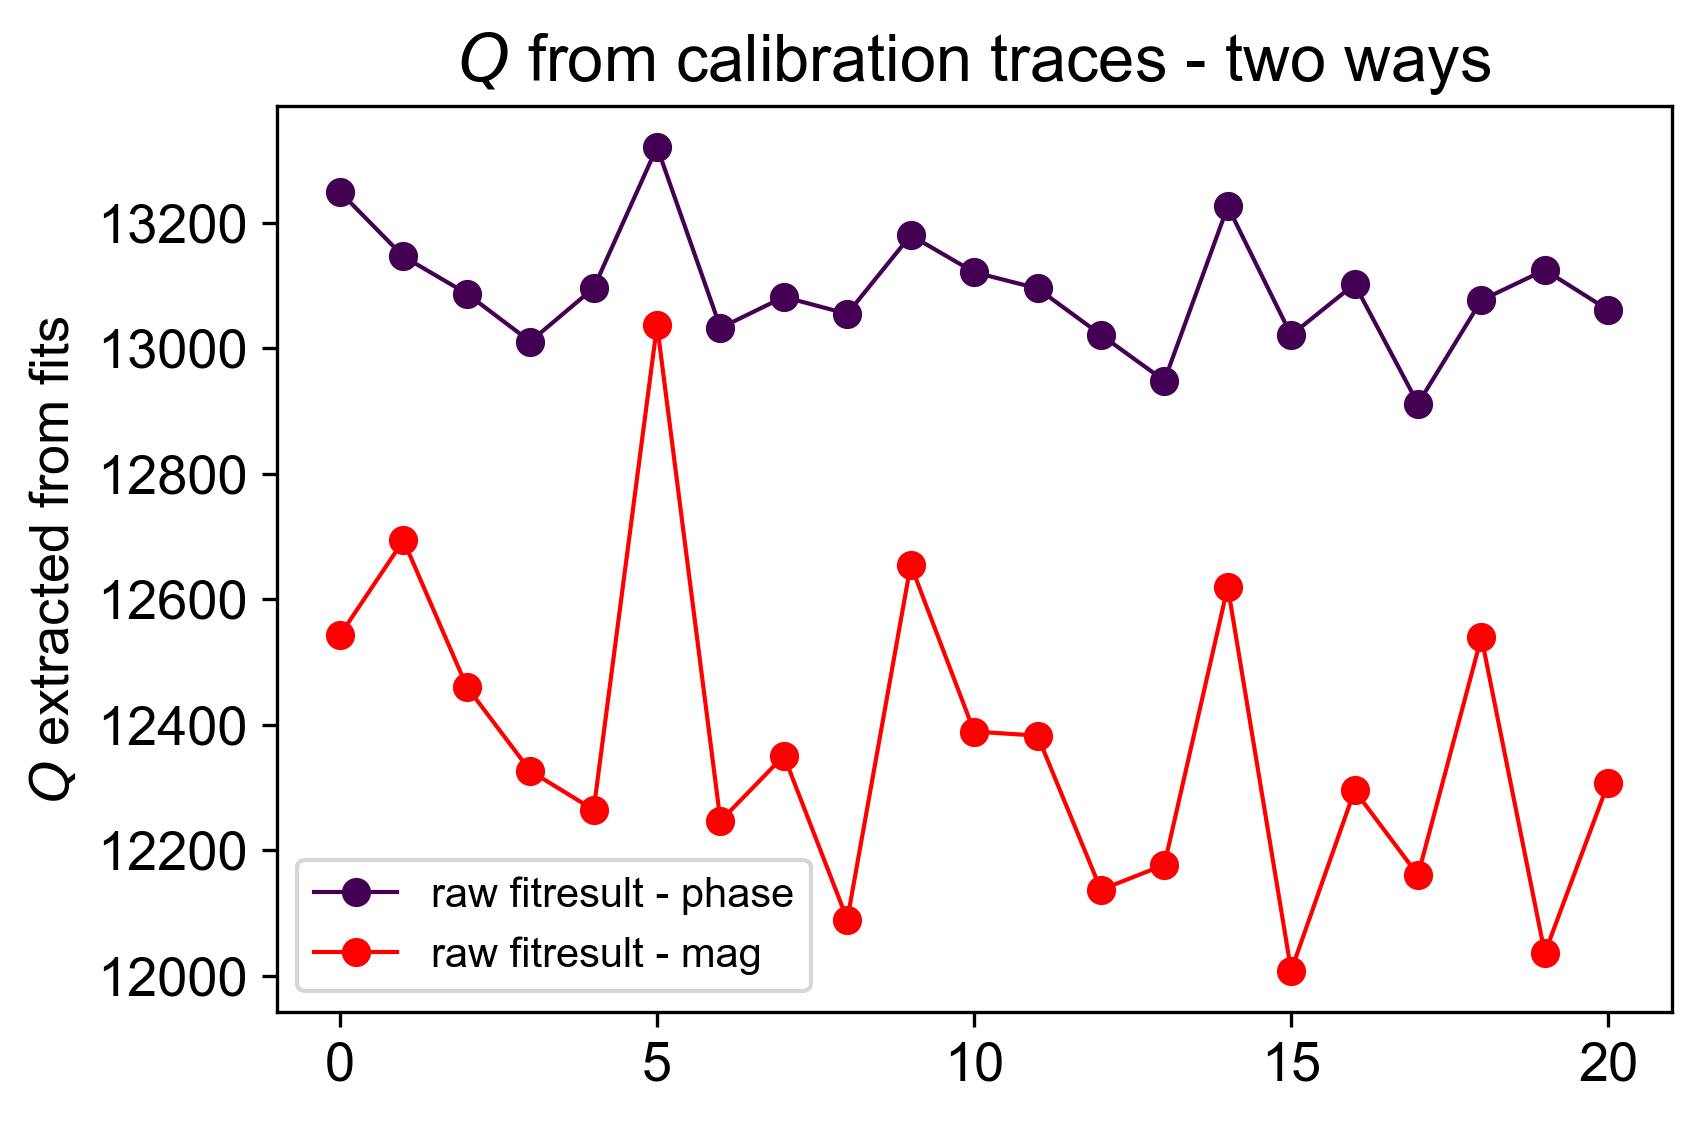 Q from calibration traces - two ways
Q extracted from fits
13200
13000
12800
12600
12400
12200
12000
raw fitresult - phase
raw fitresult - mag
0 5 10 15 20